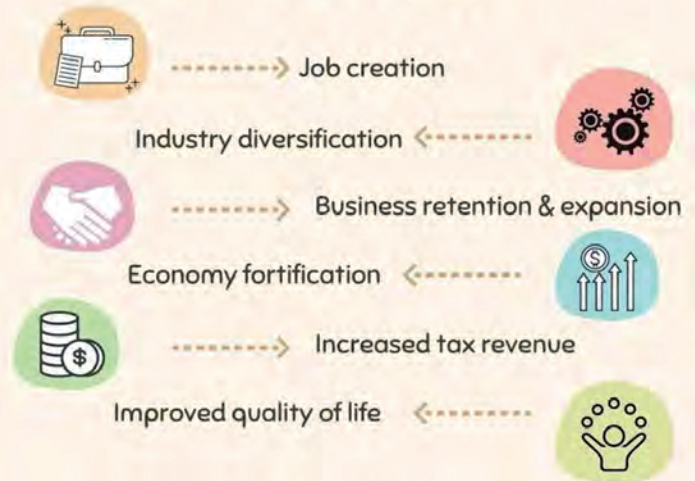 Job creation
Industry diversification
Business retention & expansion
Economy fortification
Increased tax revenue
Improved quality of life